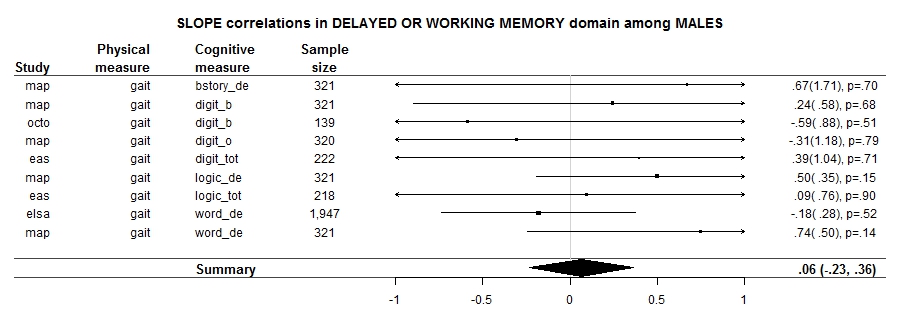 SLOPE correlations in DELAYED OR WORKING MEMORY domain among MALES
Physical Cognitive Sample
Study measure measure size
map gait bstory_de 321 .67(1.71), p=.70
map gait digit_b 321 .24( .58), p=.68
octo gait digit_b 139 -.59( .88), p=.51
map gait digit_o 320 -.31(1.18), p=.79
eas gait digit_tot 222 .39(1.04), p=.71
map gait logic_de 321 .50( .35), p=.15
eas gait logic_tot 218 .09( .76), p=.90
elsa gait word_de 1,947 -.18( .28), p=.52
map gait word_de 321 .74( .50), p=.14
Summary .06 (-.23, .36)
-1 -0.5 0 0.5 1